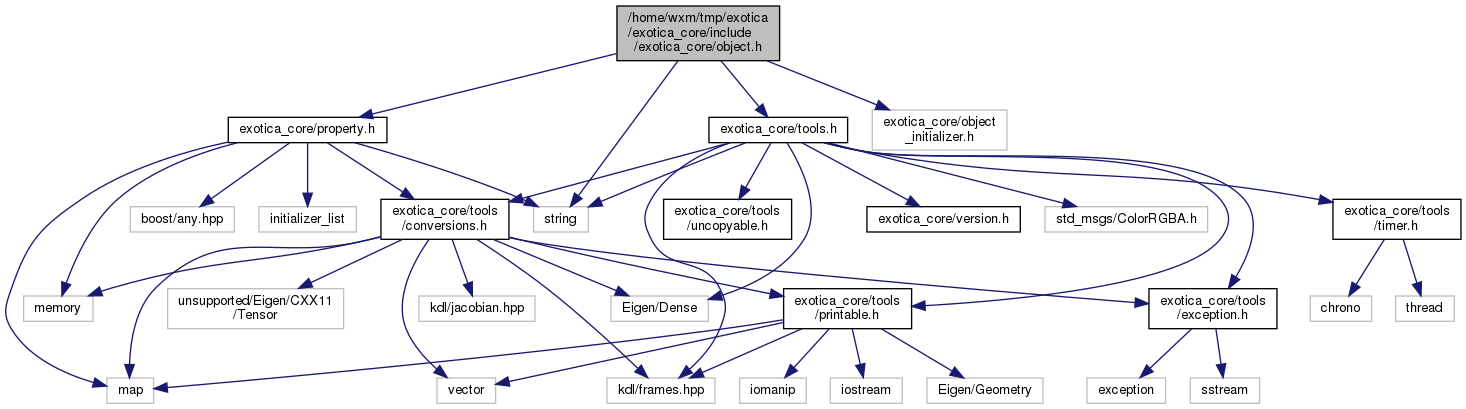 /home/wxm/tmp/exotica
/exotica_core/include
/exotica_core/object.h
exotica_core/property.h
exotica_core/tools.h
exotica_core/object
_initializer.h
boost/any.hpp
initializer_list
exotica_core/tools
/conversions.h
string
exotica_core/tools
/uncopyable.h
exotica_core/version.h
std_msgs/ColorRGBA.h
exotica_core/tools
/timer.h
memory
unsupported/Eigen/CXX11
/Tensor
kdl/jacobian.hpp
Eigen/Dense
exotica_core/tools
/printable.h
exotica_core/tools
/exception.h
chrono
thread
map
vector
kdl/frames.hpp
iomanip
iostream
Eigen/Geometry
exception
sstream